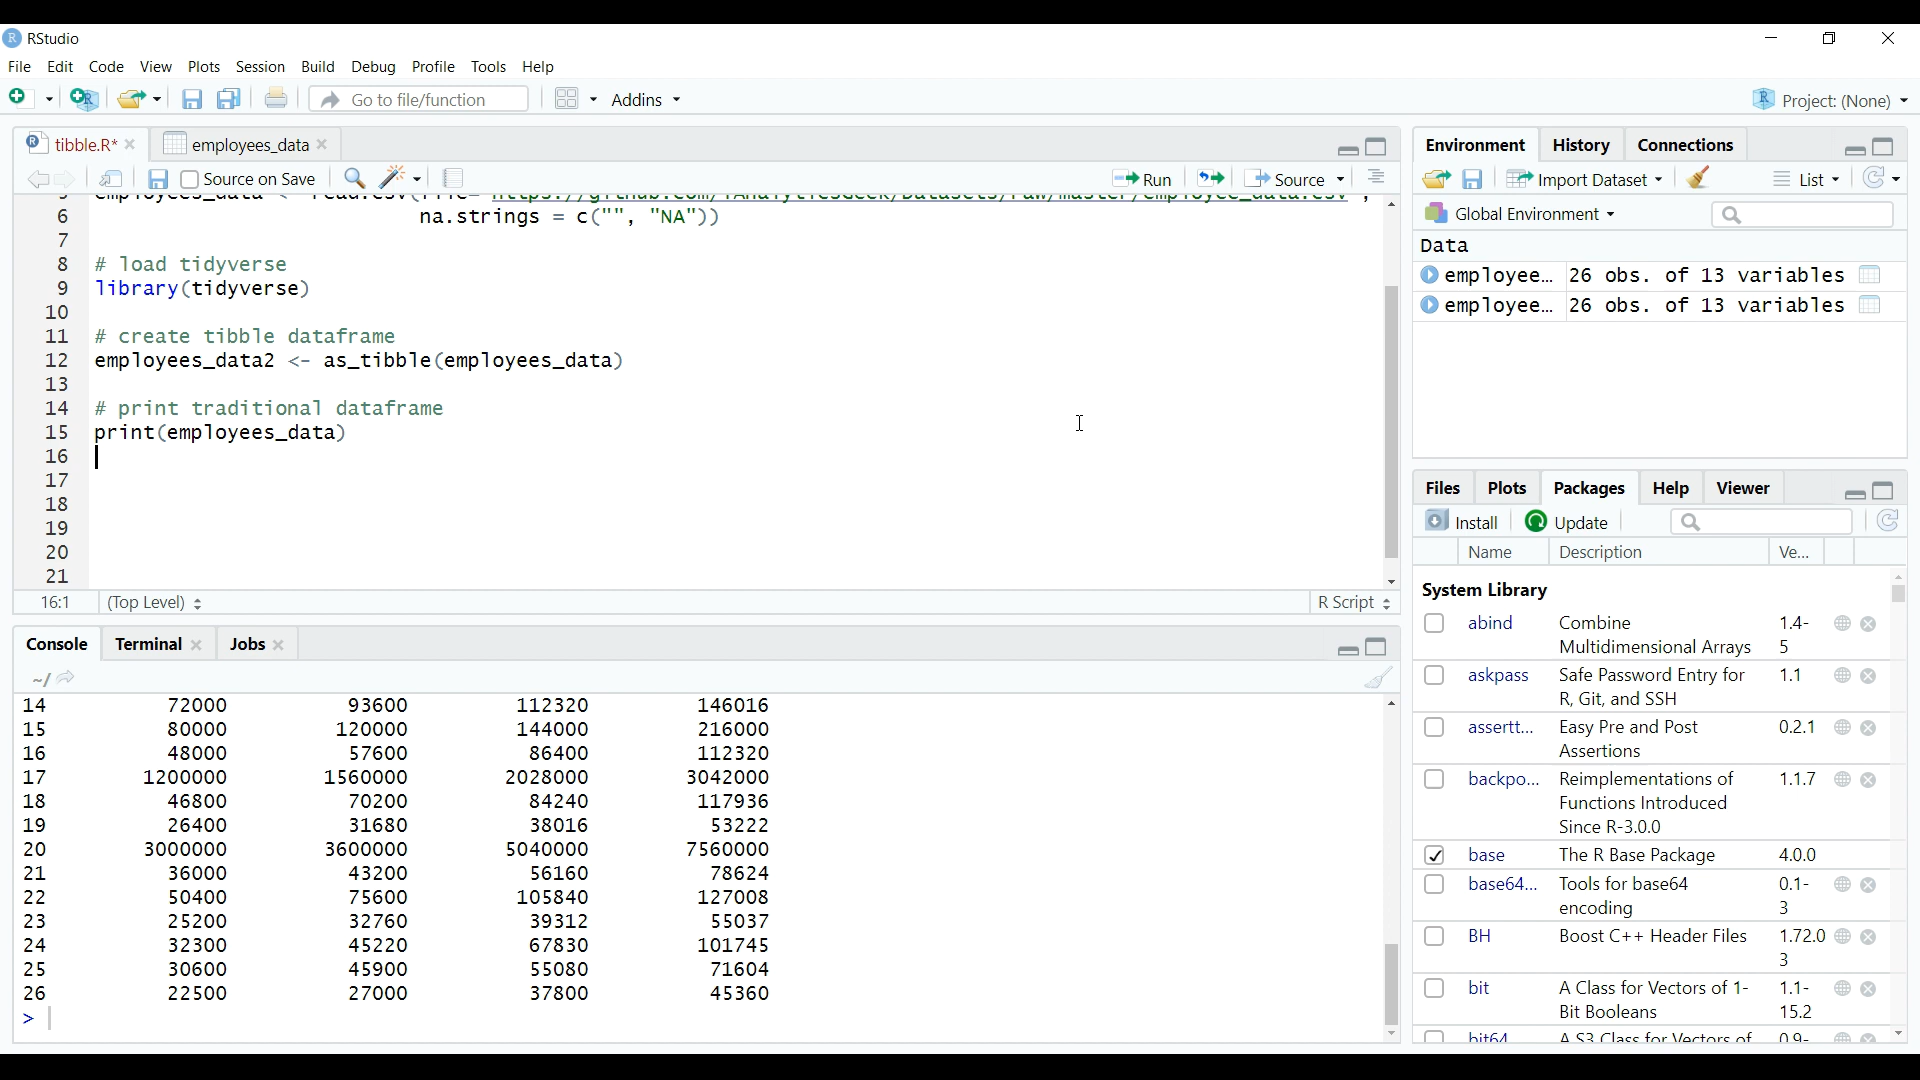 RStudio
File Edit Code View Plots Session Build Debug Profile Tools Help
Go to file/function Addins Project: (None)
tibble.R* employees_data
Source on Save Run Source
6 na.strings = c("", "NA"))
7
8 # load tidyverse
9 library(tidyverse)
10
11 # create tibble dataframe
12 employees_data2 <- as_tibble(employees_data)
13
14 # print traditional dataframe
15 print(employees_data)
16
17
18
19
20
21
16:1 (Top Level) R Script
Console Terminal Jobs
~/
14 72000 93600 112320 146016
15 80000 120000 144000 216000
16 48000 57600 86400 112320
17 1200000 1560000 2028000 3042000
18 46800 70200 84240 117936
19 26400 31680 38016 53222
20 3000000 3600000 5040000 7560000
21 36000 43200 56160 78624
22 50400 75600 105840 127008
23 25200 32760 39312 55037
24 32300 45220 67830 101745
25 30600 45900 55080 71604
26 22500 27000 37800 45360
>
Environment History Connections
Import Dataset List
Global Environment
Data
employee... 26 obs. of 13 variables
employee... 26 obs. of 13 variables
Files Plots Packages Help Viewer
Install Update
Name Description Ve...
System Library
abind Combine 1.4-
Multidimensional Arrays 5
askpass Safe Password Entry for 1.1
R, Git, and SSH
assertt... Easy Pre and Post 0.2.1
Assertions
backpo... Reimplementations of 1.1.7
Functions Introduced
Since R-3.0.0
base The R Base Package 4.0.0
base64... Tools for base64 0.1-
encoding 3
BH Boost C++ Header Files 1.72.0
3
bit A Class for Vectors of 1- 1.1-
Bit Booleans 15.2
bit64 A S3 Class for Vectors of 0.9-